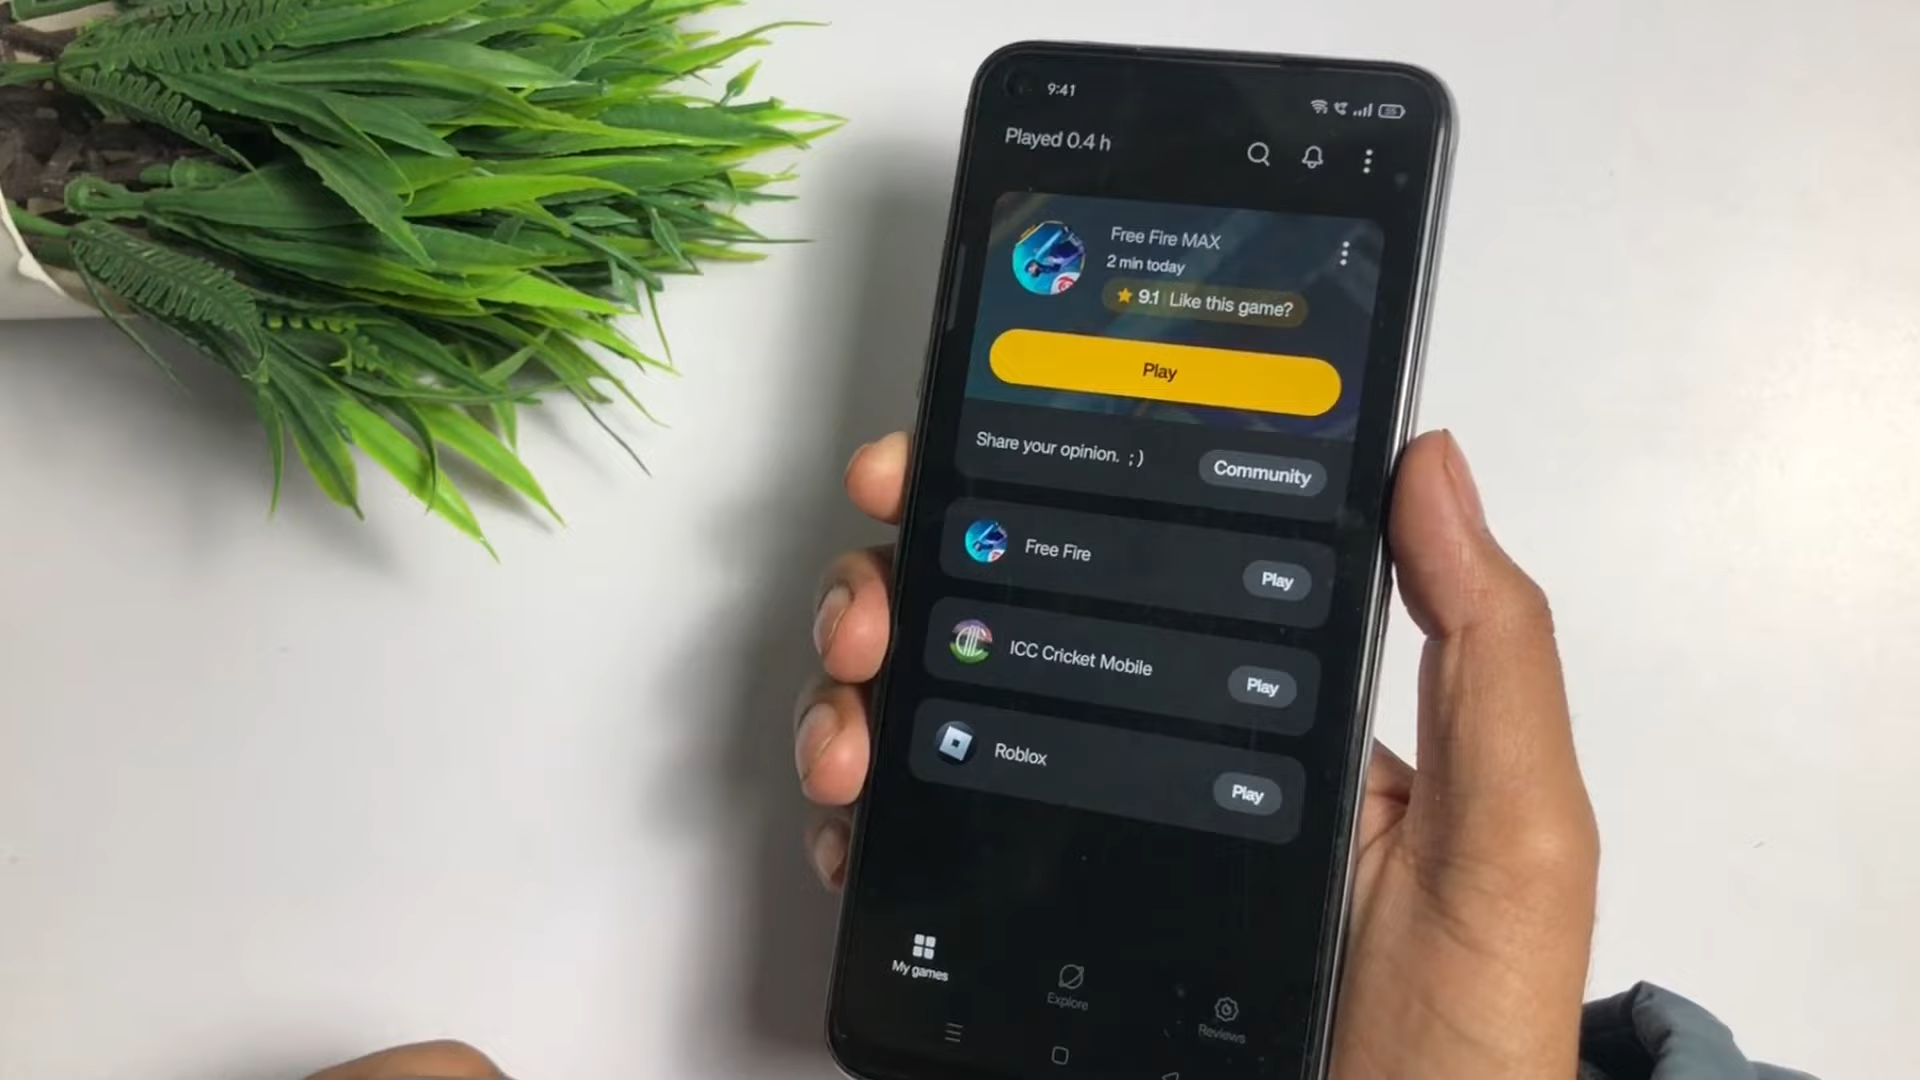 9:41
55
Played 0.4 h
Free Fire MAX
2 min today
9.1 Like this game?
Play
Share your opinion. ; )
Community
Free Fire
Play
ICC Cricket Mobile
Play
Roblox
Play
My games
Explore
Reviews